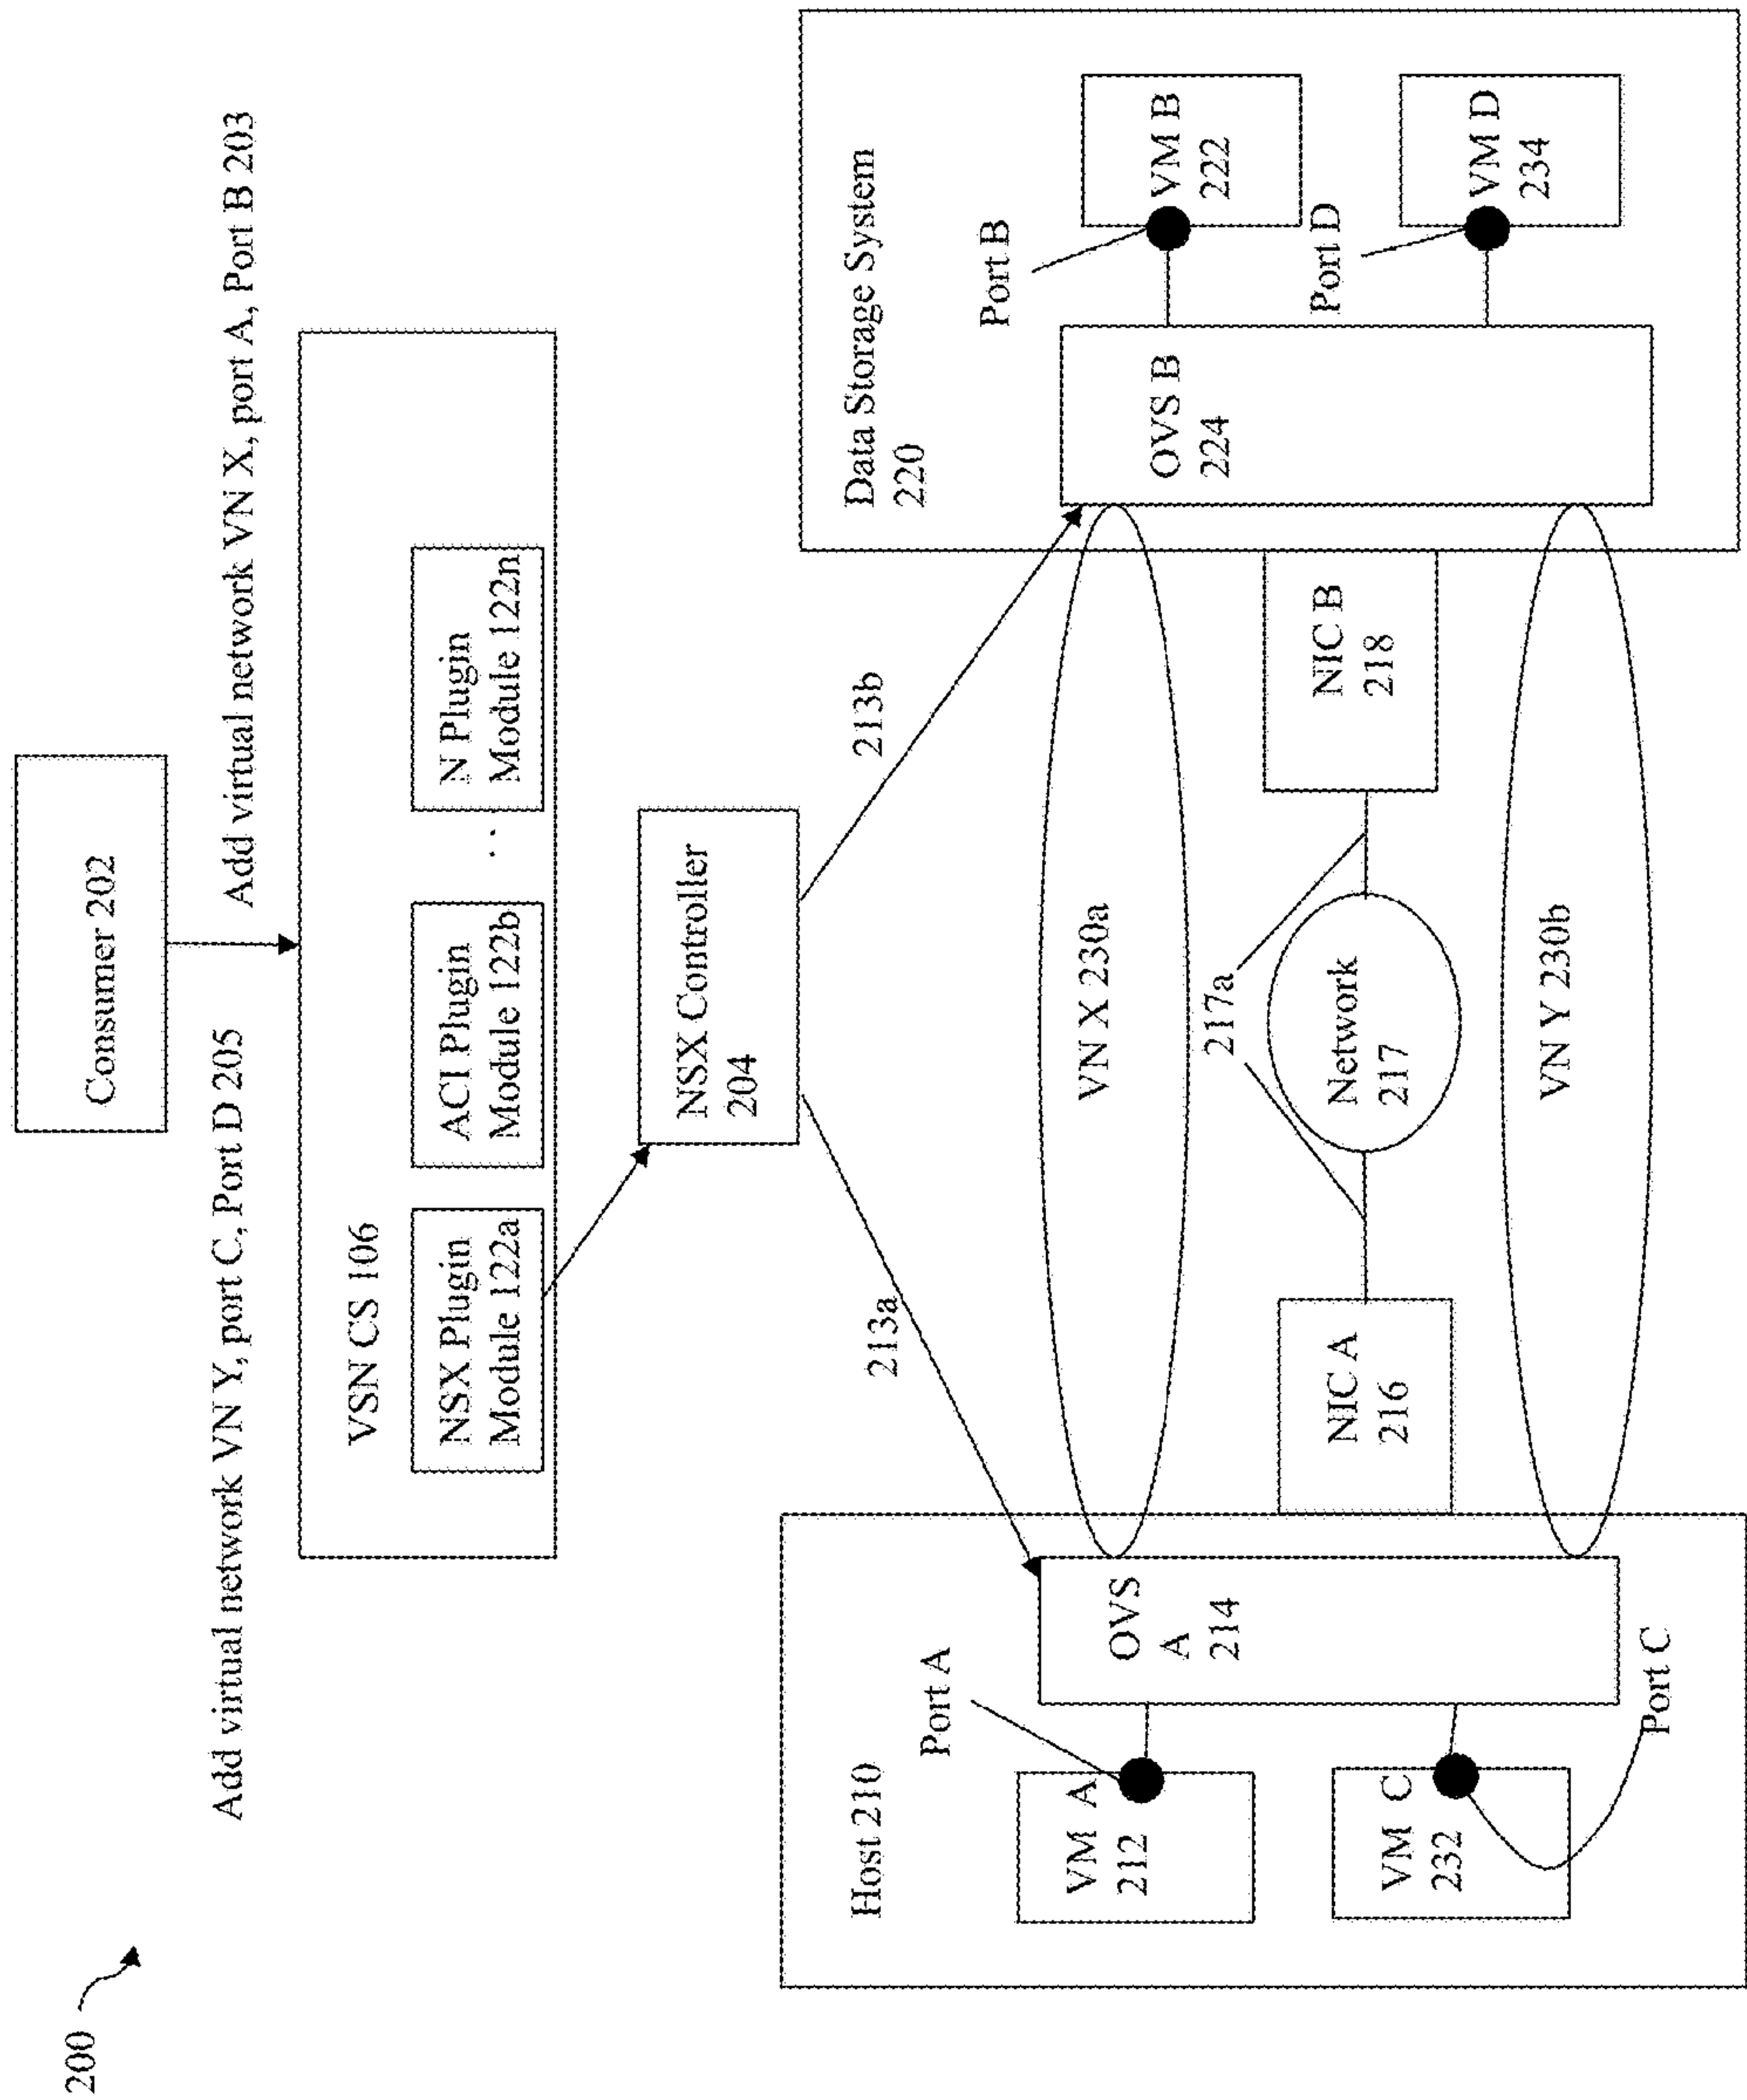 200
Consumer 202
Add virtual network VN Y, port C, Port D 205
Add virtual network VN X, port A, Port B 203
VSN CS 106
NSX Plugin
Module 122a
ACI Plugin
Module 122b
. .
N Plugin
Module 122n
NSX Controller
204
213a
213b
Host 210
Port A
VM A
212
VM C
232
Port C
OVS
A
214
VN X 230a
217a
NIC A
216
Network
217
NIC B
218
VN Y 230b
Data Storage System
220
OVS B
224
Port B
VM B
222
Port D
VM D
234